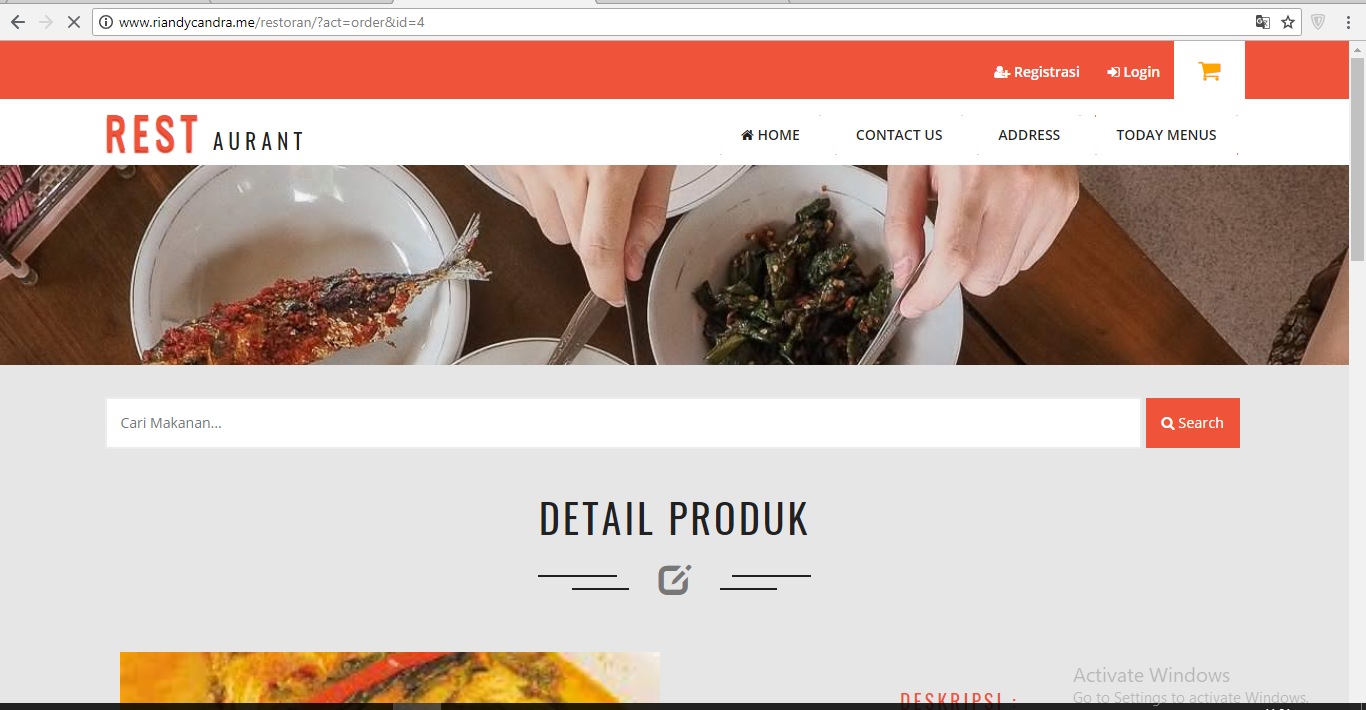 www.riandycandra.me/restoran/?act=order&id=4
Registrasi Login
REST AURANT
HOME CONTACT US ADDRESS TODAY MENUS
Cari Makanan...
Search
DETAIL PRODUK
DESKRIPSI :
Activate Windows
Go to Settings to activate Windows.